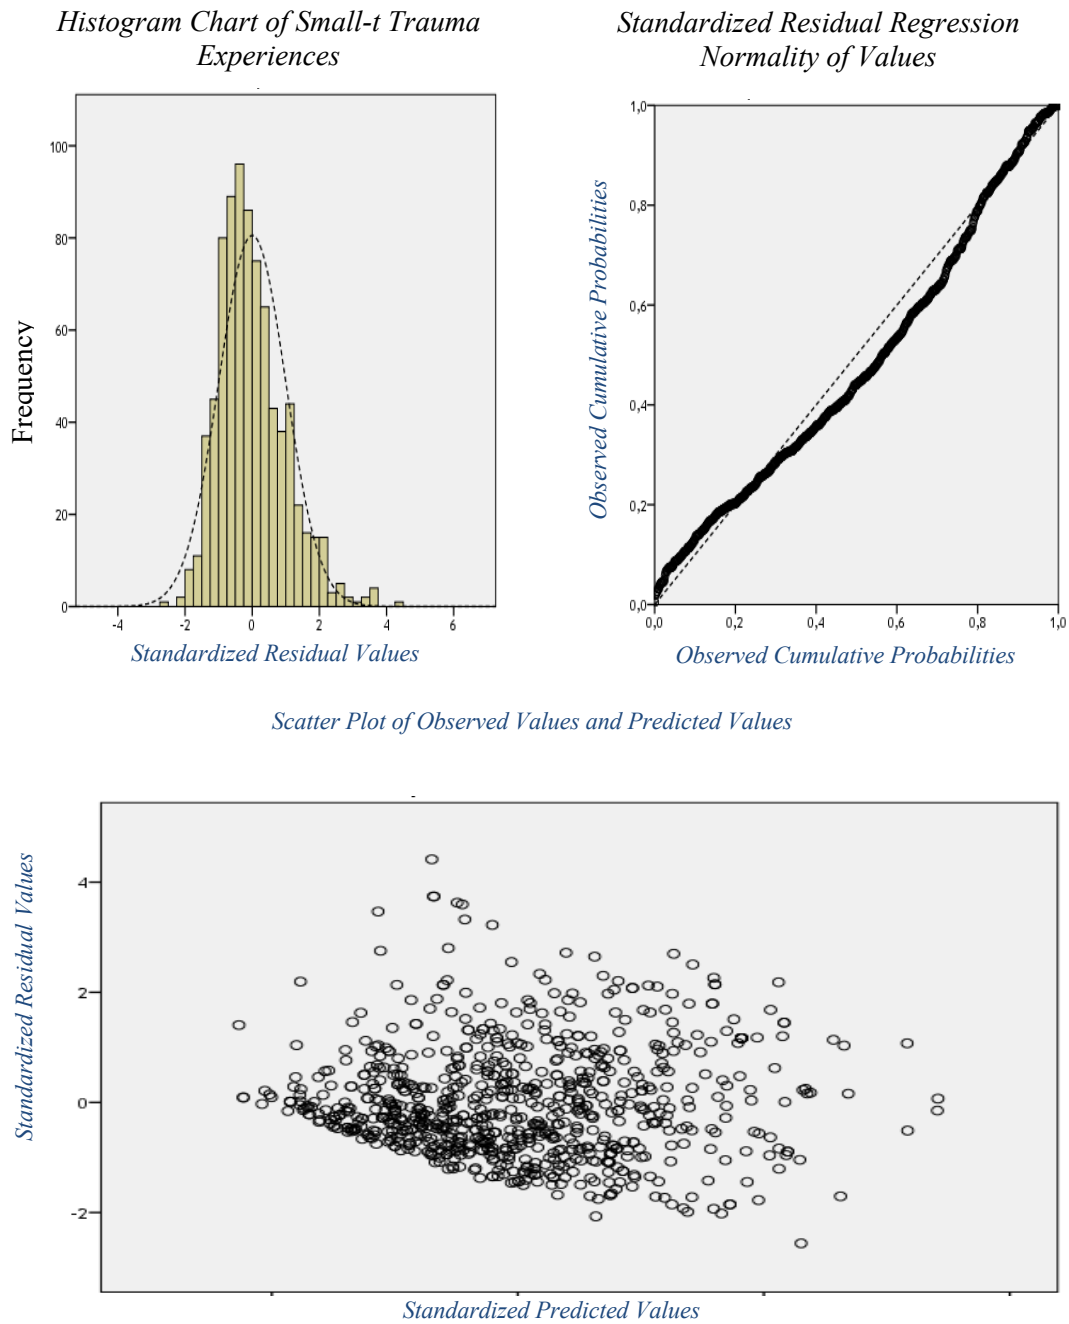 Histogram Chart of Small-t Trauma
Experiences
Standardized Residual Regression
Normality of Values
Frequency
100
80
60
40
20
0
-4
-2
0
2
4
6
Standardized Residual Values
Observed Cumulative Probabilities
1,0
0,8
0,6
0,4
0,2
0,0
0,0
0,2
0,4
0,6
0,8
1,0
Observed Cumulative Probabilities
Scatter Plot of Observed Values and Predicted Values
Standardized Residual Values
4
2
0
-2
Standardized Predicted Values